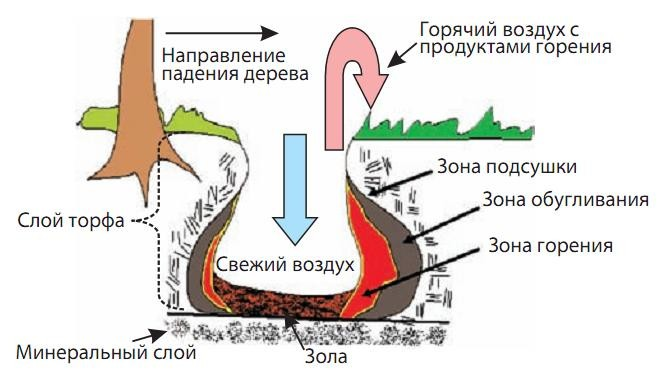 Направление
падения дерева
Горячий воздух с
продуктами горения
Зона подсушки
Зона обугливания
Слой торфа
Зона горения
Свежий воздух
Минеральный слой
Зола